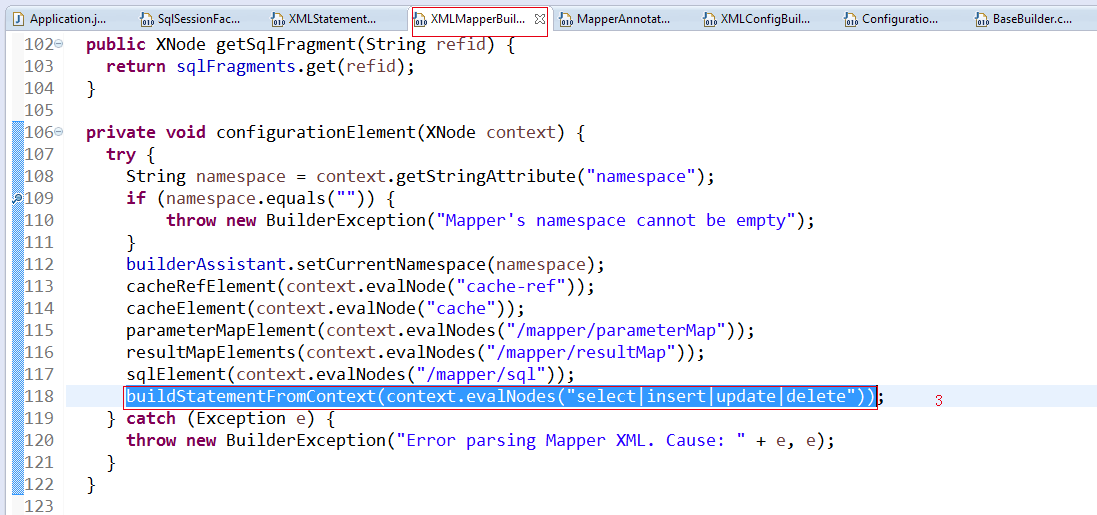 Application.j... SqlSessionFac... XMLStatement... XMLMapperBuil... MapperAnnotat... XMLConfigBuil... Configuratio... BaseBuilder.c...
102 public XNode getSqlFragment(String refid) {
103 return sqlFragments.get(refid);
104 }
105
106 private void configurationElement(XNode context) {
107 try {
108 String namespace = context.getStringAttribute("namespace");
109 if (namespace.equals("")) {
110 throw new BuilderException("Mapper's namespace cannot be empty");
111 }
112 builderAssistant.setCurrentNamespace(namespace);
113 cacheRefElement(context.evalNode("cache-ref"));
114 cacheElement(context.evalNode("cache"));
115 parameterMapElement(context.evalNodes("/mapper/parameterMap"));
116 resultMapElements(context.evalNodes("/mapper/resultMap"));
117 sqlElement(context.evalNodes("/mapper/sql"));
118 buildStatementFromContext(context.evalNodes("select|insert|update|delete")); 3
119 } catch (Exception e) {
120 throw new BuilderException("Error parsing Mapper XML. Cause: " + e, e);
121 }
122 }
123